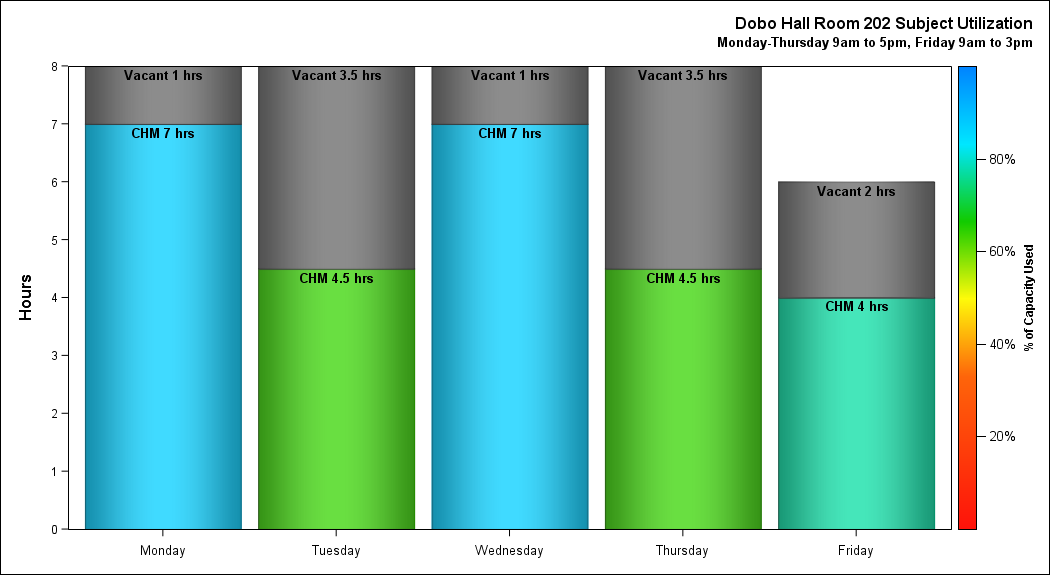 Dobo Hall Room 202 Subject Utilization
Monday-Thursday 9am to 5pm, Friday 9am to 3pm
Hours
8
7
6
5
4
3
2
1
0
Vacant 1 hrs
CHM 7 hrs
Vacant 3.5 hrs
CHM 4.5 hrs
Vacant 1 hrs
CHM 7 hrs
Vacant 3.5 hrs
CHM 4.5 hrs
Vacant 2 hrs
CHM 4 hrs
Monday
Tuesday
Wednesday
Thursday
Friday
80%
60%
40%
20%
% of Capacity Used